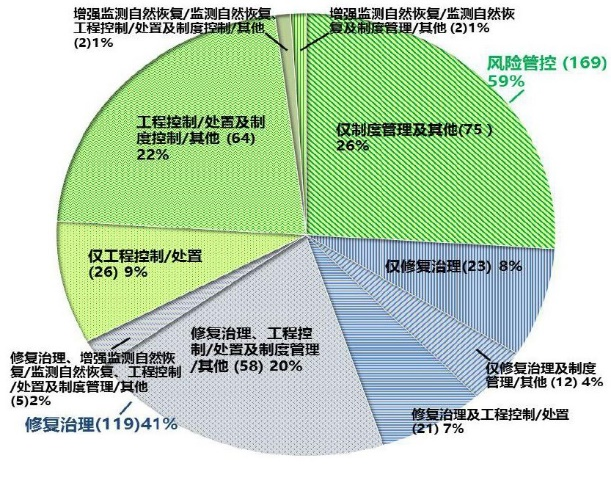 增强监测自然恢复/监测自然恢复、
工程控制/处置及制度控制/其他
(2)1%
增强监测自然恢复/监测自然恢
复及制度管理/其他 (2)1%
风险管控 (169)
59%
工程控制/处置及制
度控制/其他 (64)
22%
仅制度管理及其他(75 )
26%
仅工程控制/处置
(26) 9%
仅修复治理(23) 8%
修复治理、工程控
制/处置及制度管理
/其他 (58) 20%
仅修复治理及制度
管理/其他 (12) 4%
修复治理、增强监测自然恢
复/监测自然恢复、工程控制
/处置及制度管理/其他
(5)2%
修复治理(119)41%
修复治理及工程控制/处置
(21) 7%